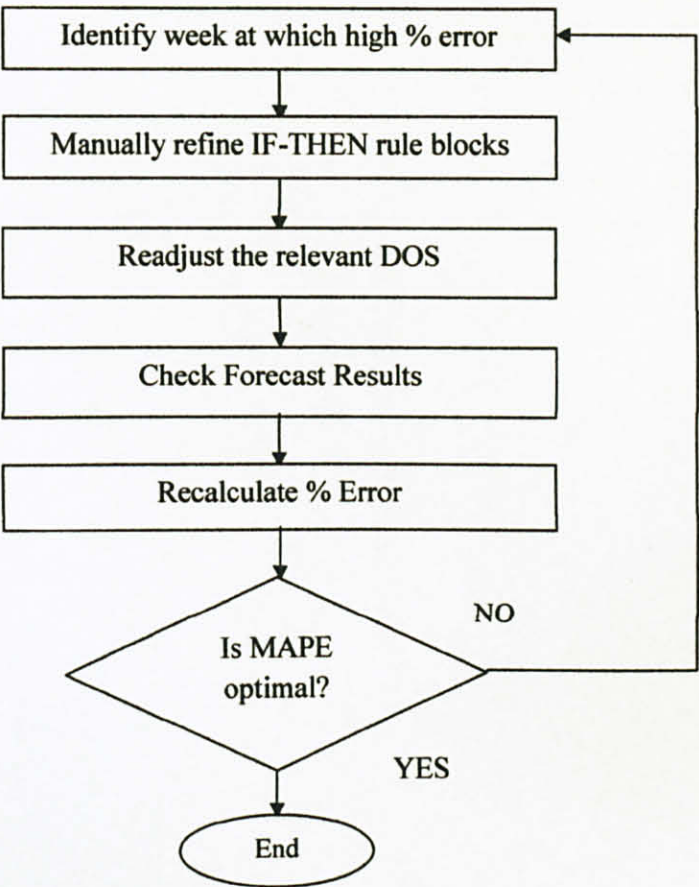 Identify week at which high % error
Manually refine IF-THEN rule blocks
Readjust the relevant DOS
Check Forecast Results
Recalculate % Error
Is MAPE
optimal?
NO
YES
End